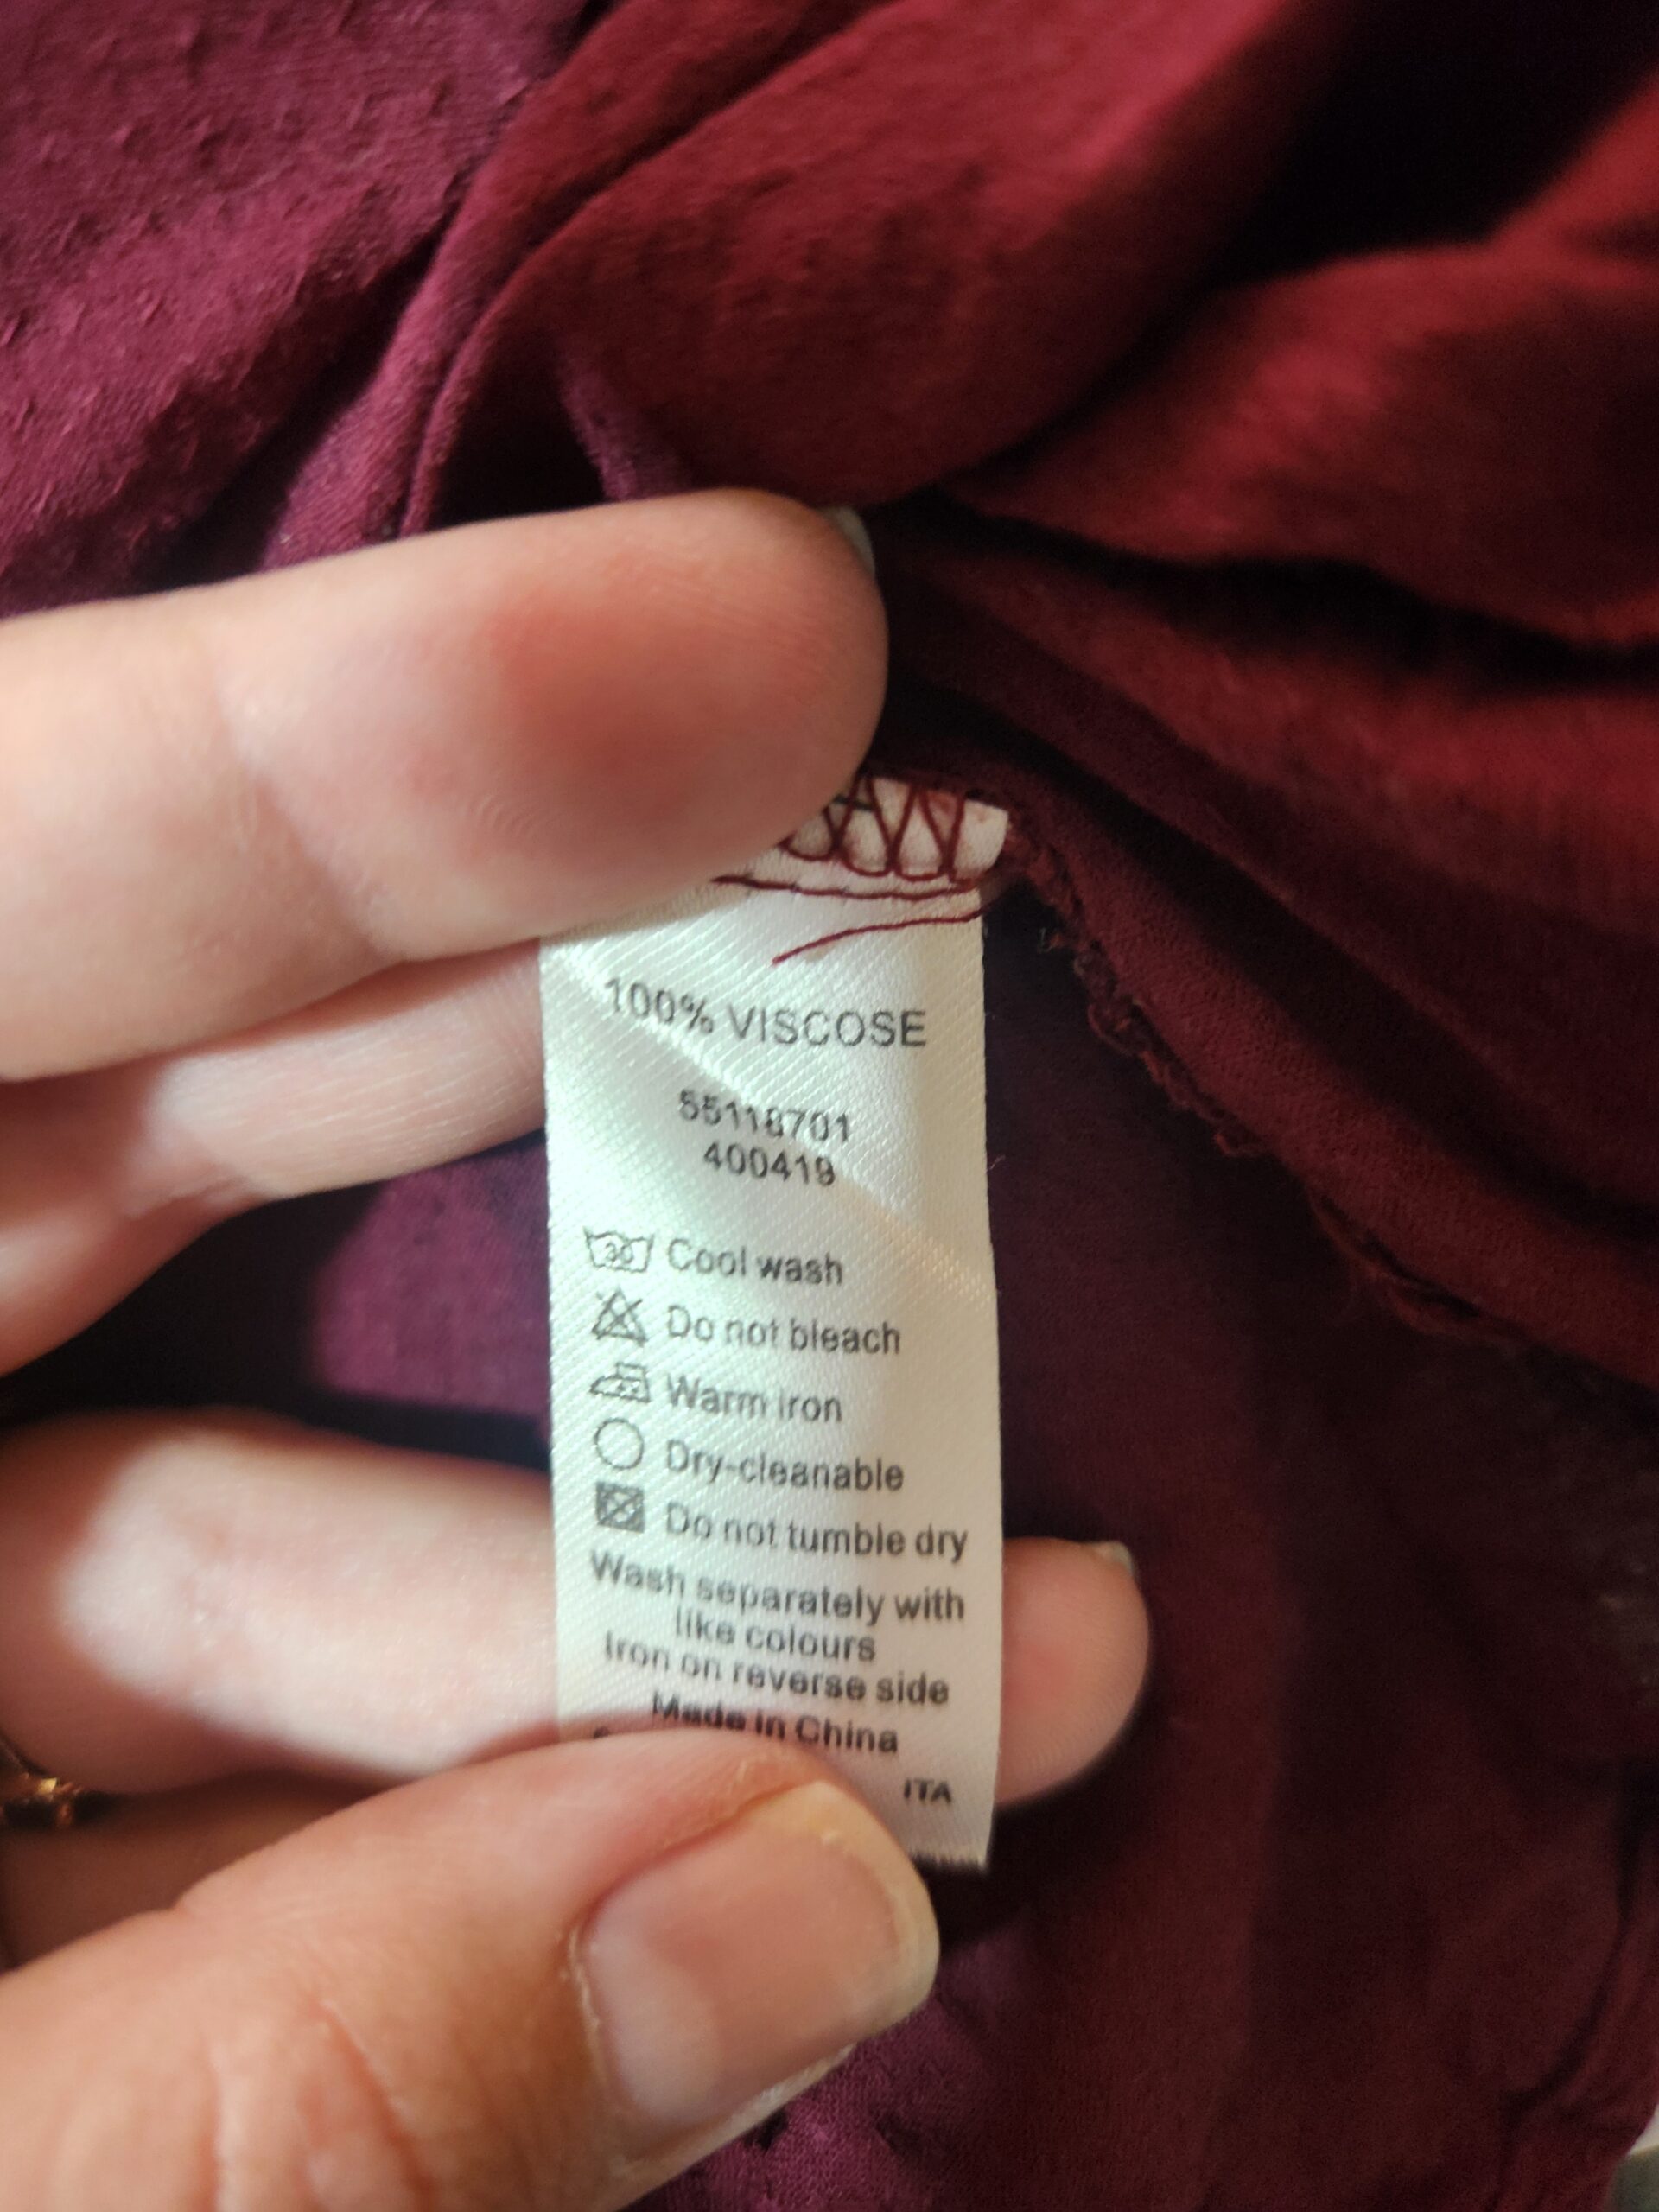 100% VISCOSE
55118701
400419
30 Cool wash
Do not bleach
Warm iron
Dry-cleanable
Do not tumble dry
Wash separately with
like colours
Iron on reverse side
Made in China
ITA